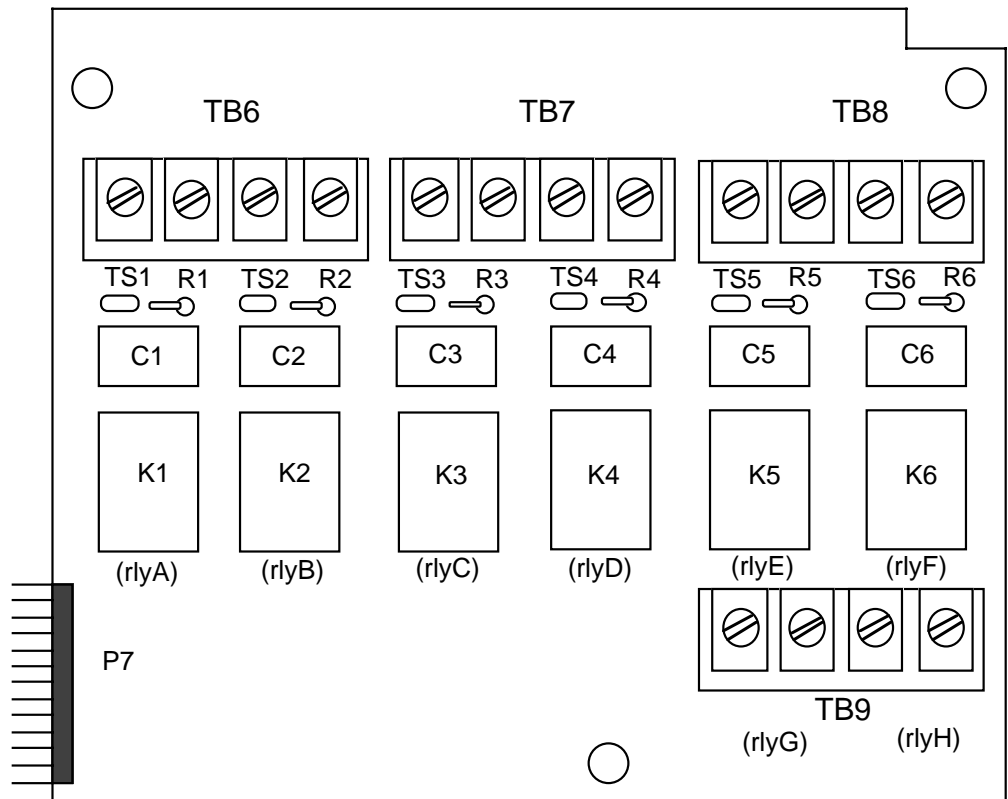 TB6 TB7 TB8
TS1 R1 TS2 R2 TS3 R3 TS4 R4 TS5 R5 TS6 R6
C1 C2 C3 C4 C5 C6
K1 K2 K3 K4 K5 K6
(rlyA) (rlyB) (rlyC) (rlyD) (rlyE) (rlyF)
P7
TB9
(rlyG) (rlyH)